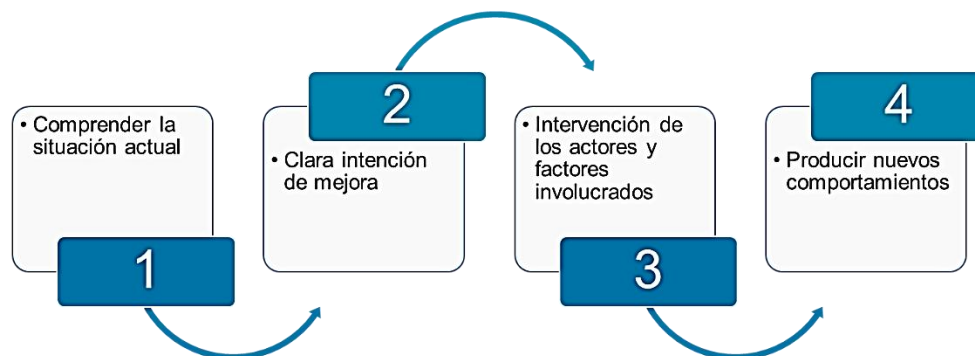 • Comprender la
situación actual
1
2
• Clara intención
de mejora
• Intervención de
los actores y
factores
involucrados
3
4
• Producir nuevos
comportamientos